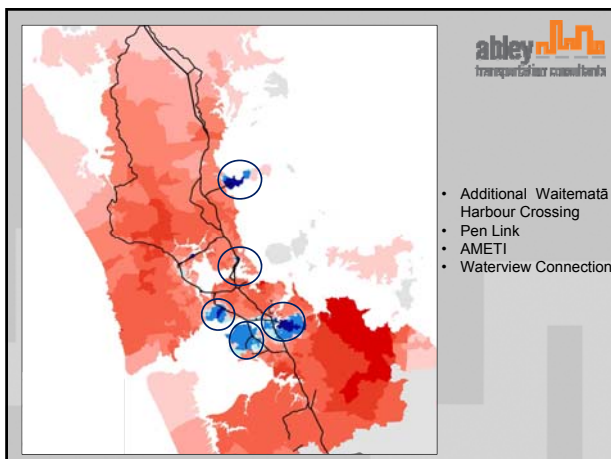 abley
transportation consultants
• Additional Waitematā
Harbour Crossing
• Pen Link
• AMETI
• Waterview Connection